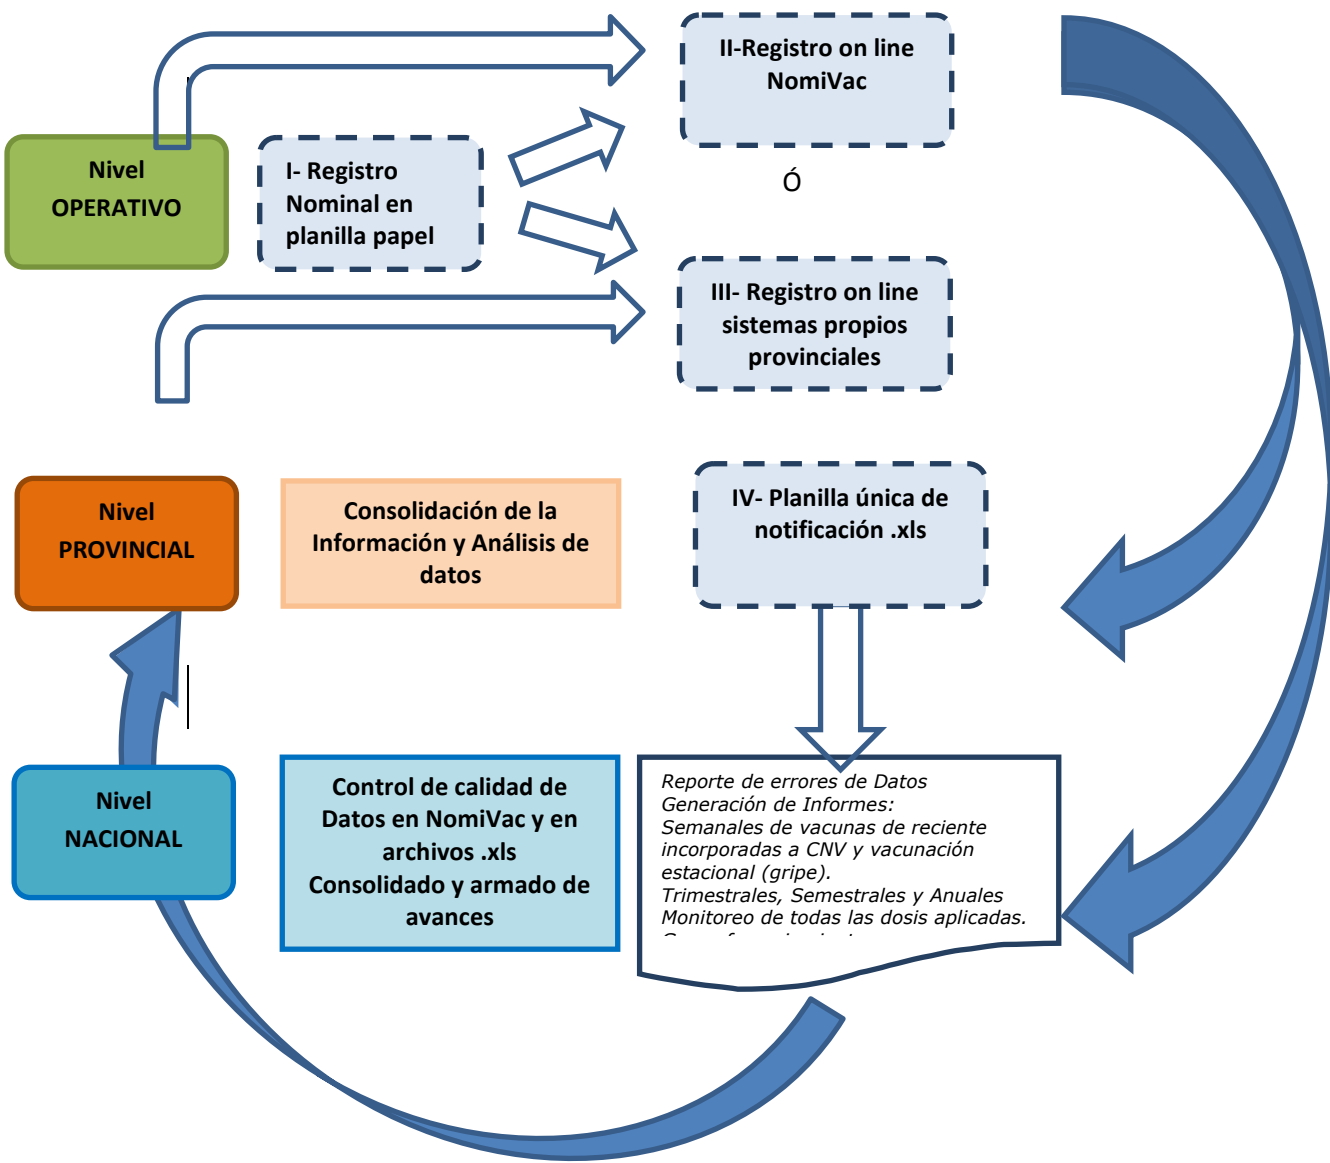 Nivel
OPERATIVO
I- Registro
Nominal en
planilla papel
II-Registro on line
NomiVac
Ó
III- Registro on line
sistemas propios
provinciales
Nivel
PROVINCIAL
Consolidación de la
Información y Análisis de
datos
IV- Planilla única de
notificación .xls
Nivel
NACIONAL
Control de calidad de
Datos en NomiVac y en
archivos .xls
Consolidado y armado de
avances
Reporte de errores de Datos
Generación de Informes:
Semanales de vacunas de reciente
incorporadas a CNV y vacunación
estacional (gripe).
Trimestrales, Semestrales y Anuales
Monitoreo de todas las dosis aplicadas.